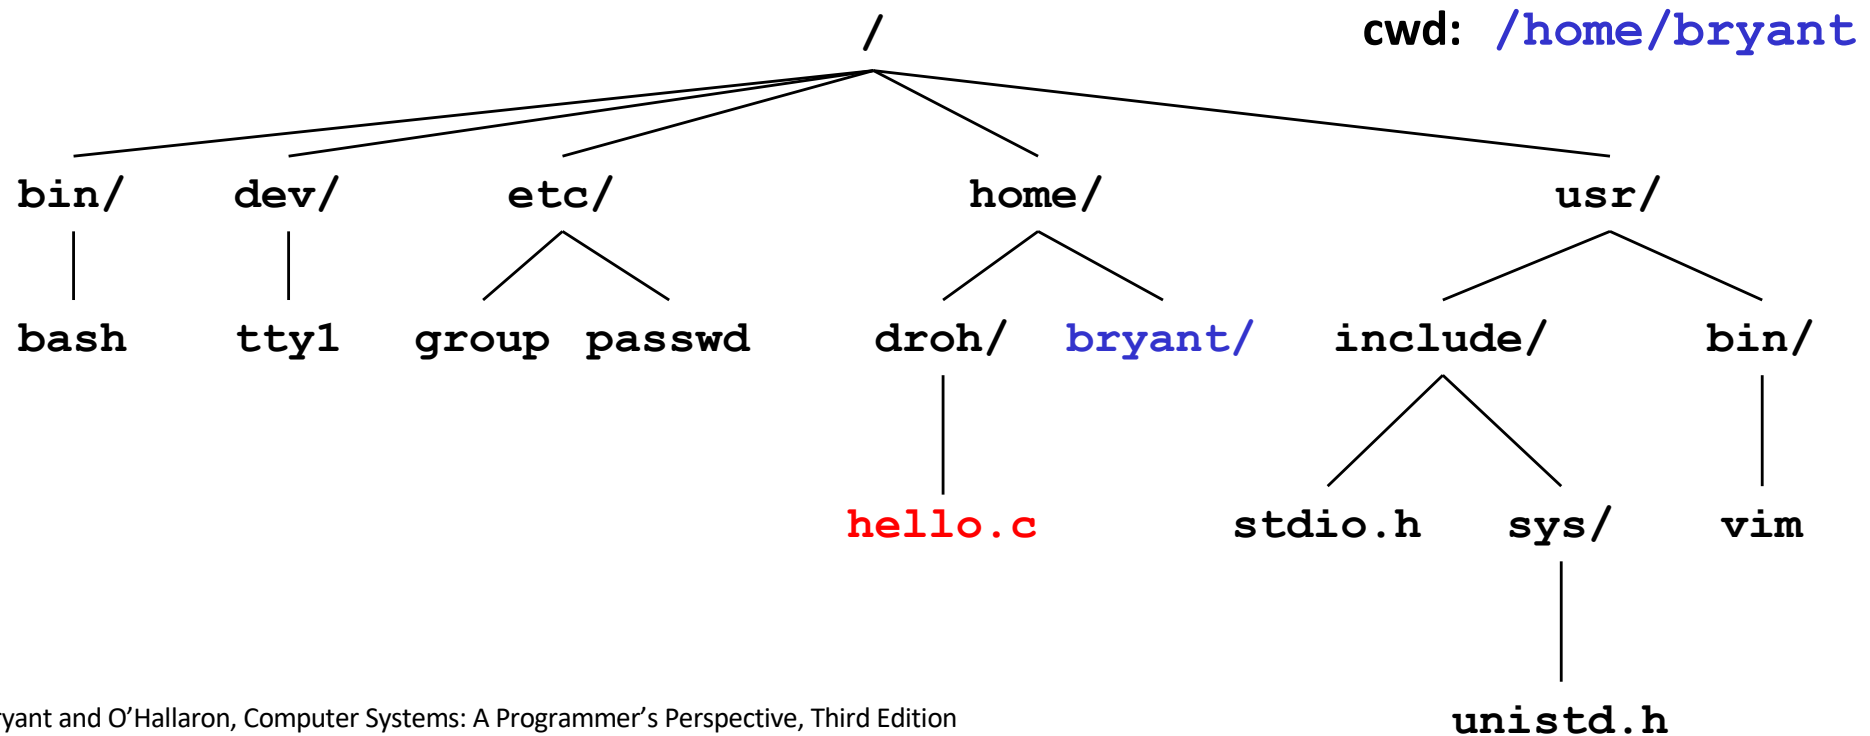 /
cwd: /home/bryant
bin/ dev/ etc/ home/ usr/
bash tty1 group passwd droh/ bryant/ include/ bin/
hello.c stdio.h sys/ vim
ryant and O’Hallaron, Computer Systems: A Programmer’s Perspective, Third Edition
unistd.h